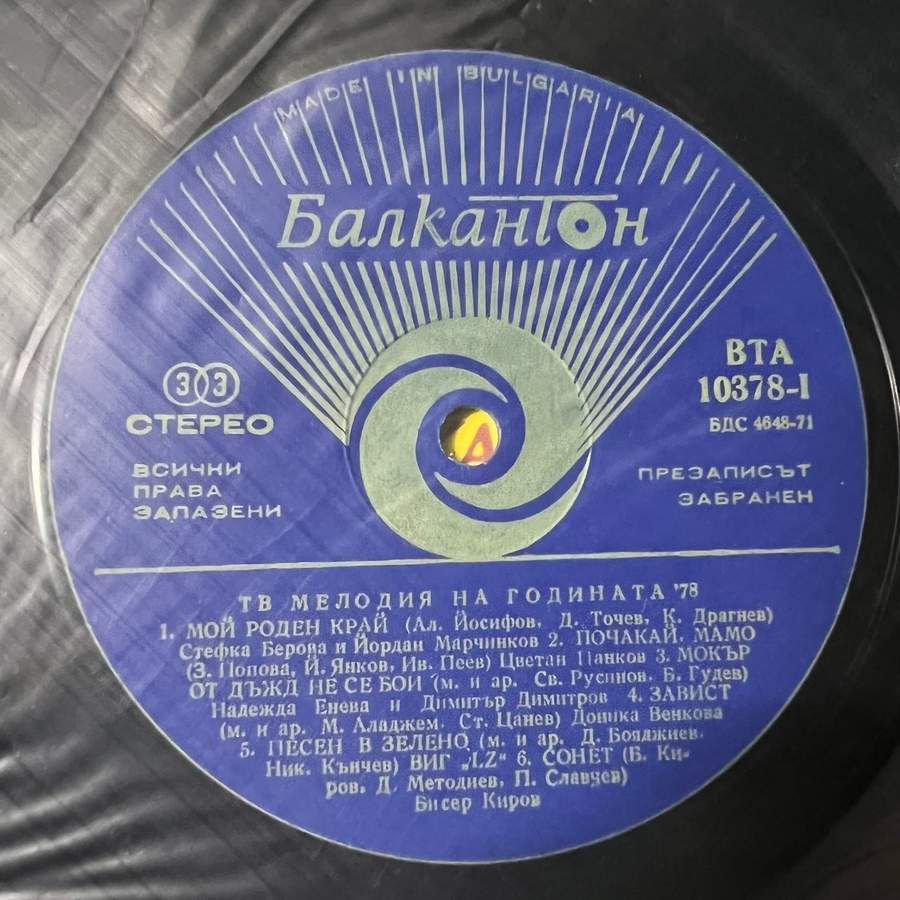 MADE IN BULGARIA
Балкантон
33
СТЕРЕО
ВСИЧКИ
ПРАВА
ЗАПАЗЕНИ
ВТА
10378-I
БДС 4648-71
ПРЕЗАПИСЪТ
ЗАБРАНЕН
ТВ МЕЛОДИЯ НА ГОДИНАТА '78
1. МОЙ РОДЕН КРАЙ (Ал. Йосифов, Д. Точев, К. Драгнев)
Стефка Берова и Йордан Марчинков 2. ПОЧАКАЙ, МАМО
(З. Попова, Й. Янков, Ив. Пеев) Цветан Панков 3. МОКЪР
ОТ ДЪЖД НЕ СЕ БОИ (м. и ар. Св. Русинов, Б. Гудев)
Надежда Енева и Димитър Димитров 4. ЗАВИСТ
(м. и ар. М. Аладжем, Ст. Цанев) Доника Венкова
5. ПЕСЕН В ЗЕЛЕНО (м. и ар. Д. Бояджиев,
Ник. Кънчев) ВИГ „LZ" 6. СОНЕТ (Б. Ки-
ров, Д. Методиев, П. Славчев)
Бисер Киров